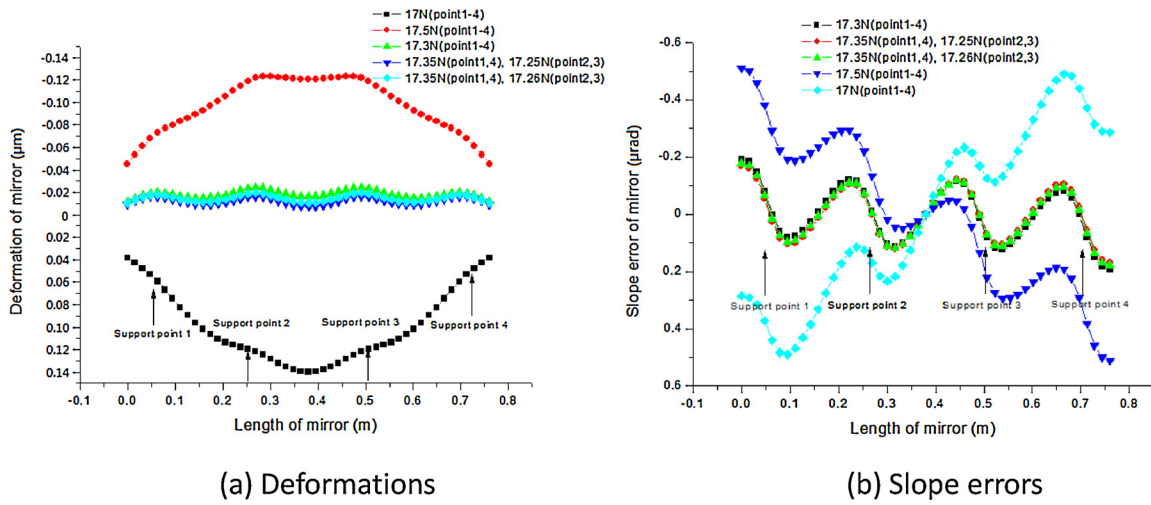 17N(point1-4)
17.5N(point1-4)
17.3N(point1-4)
17.35N(point1,4), 17.25N(point2,3)
17.35N(point1,4), 17.26N(point2,3)
-0.14
-0.12
-0.10
-0.08
-0.06
-0.04
-0.02
0
0.02
0.04
0.06
0.08
0.10
0.12
0.14
Deformation of mirror (μm)
Support point 1
Support point 2
Support point 3
Support point 4
-0.1 0.0 0.1 0.2 0.3 0.4 0.5 0.6 0.7 0.8
Length of mirror (m)
(a) Deformations
17.3N(point1-4)
17.35N(point1,4), 17.25N(point2,3)
17.35N(point1,4), 17.26N(point2,3)
17.5N(point1-4)
17N(point1-4)
-0.6
-0.4
-0.2
0
0.2
0.4
0.6
Slope error of mirror (μrad)
Support point 1
Support point 2
Support point 3
Support point 4
-0.1 0.0 0.1 0.2 0.3 0.4 0.5 0.6 0.7 0.8
Length of mirror (m)
(b) Slope errors